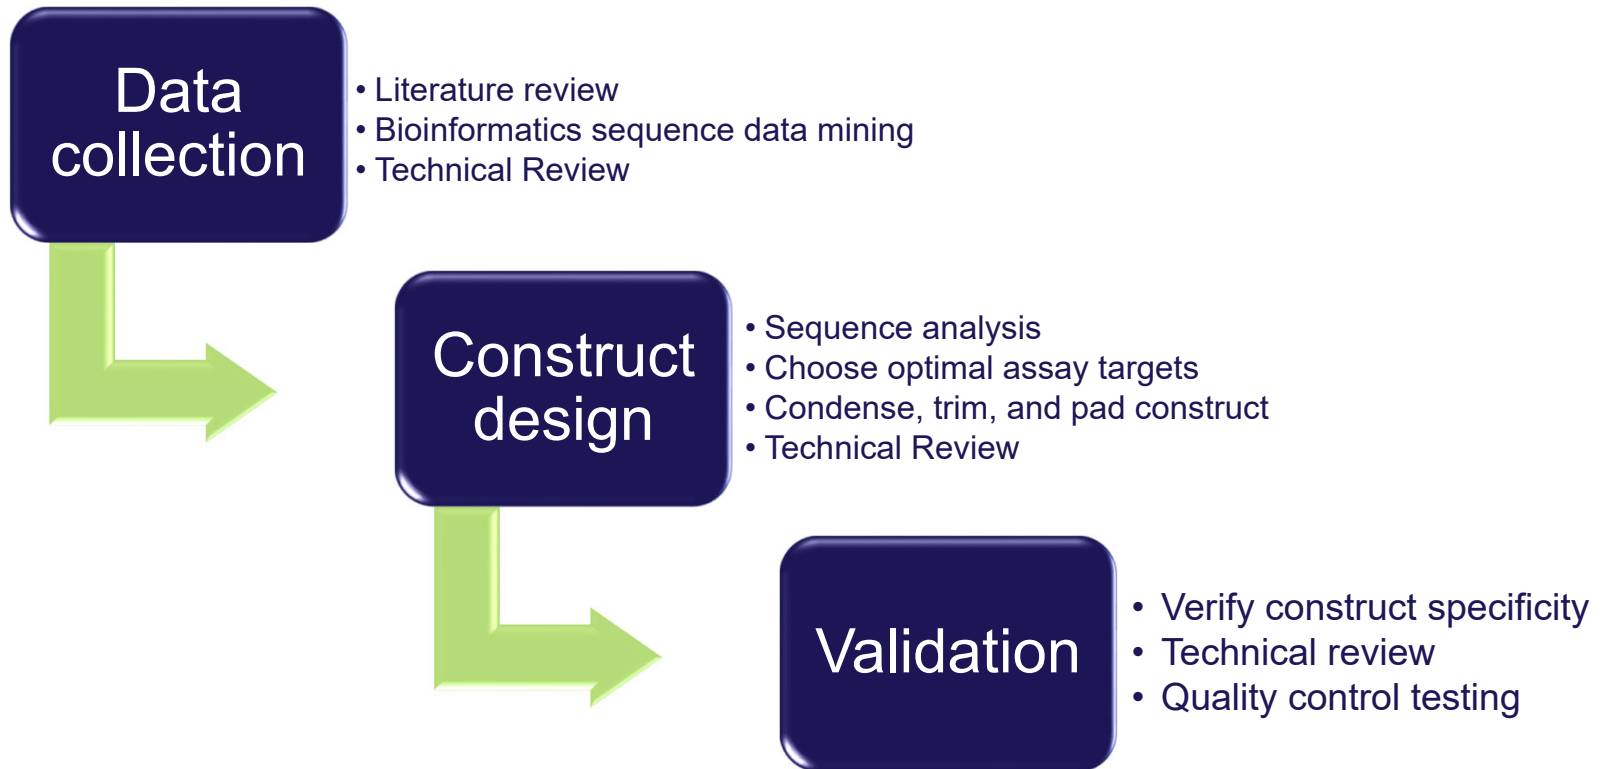 Data
collection
• Literature review
• Bioinformatics sequence data mining
• Technical Review
Construct
design
• Sequence analysis
• Choose optimal assay targets
• Condense, trim, and pad construct
• Technical Review
Validation
• Verify construct specificity
• Technical review
• Quality control testing